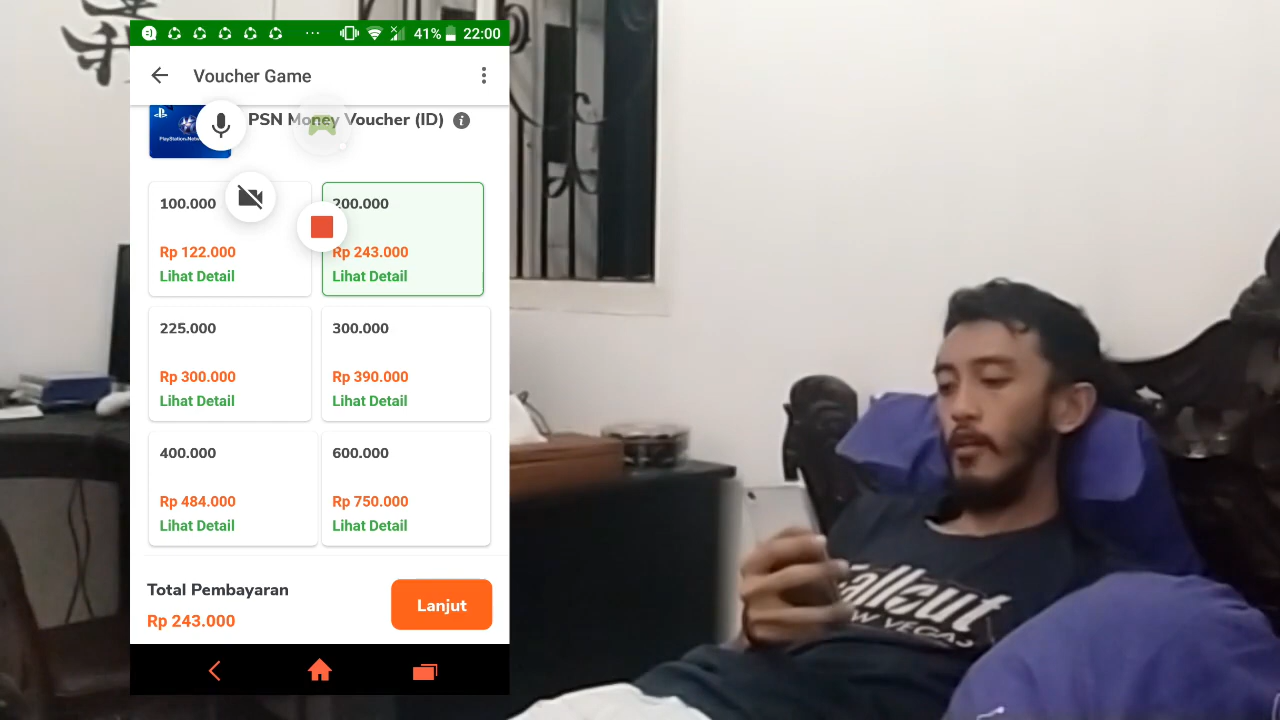 41% 22:00
Voucher Game
PSN Money Voucher (ID)
100.000
Rp 122.000
Lihat Detail
200.000
Rp 243.000
Lihat Detail
225.000
Rp 300.000
Lihat Detail
300.000
Rp 390.000
Lihat Detail
400.000
Rp 484.000
Lihat Detail
600.000
Rp 750.000
Lihat Detail
Total Pembayaran
Rp 243.000
Lanjut
Fallout
NEW VEGAS